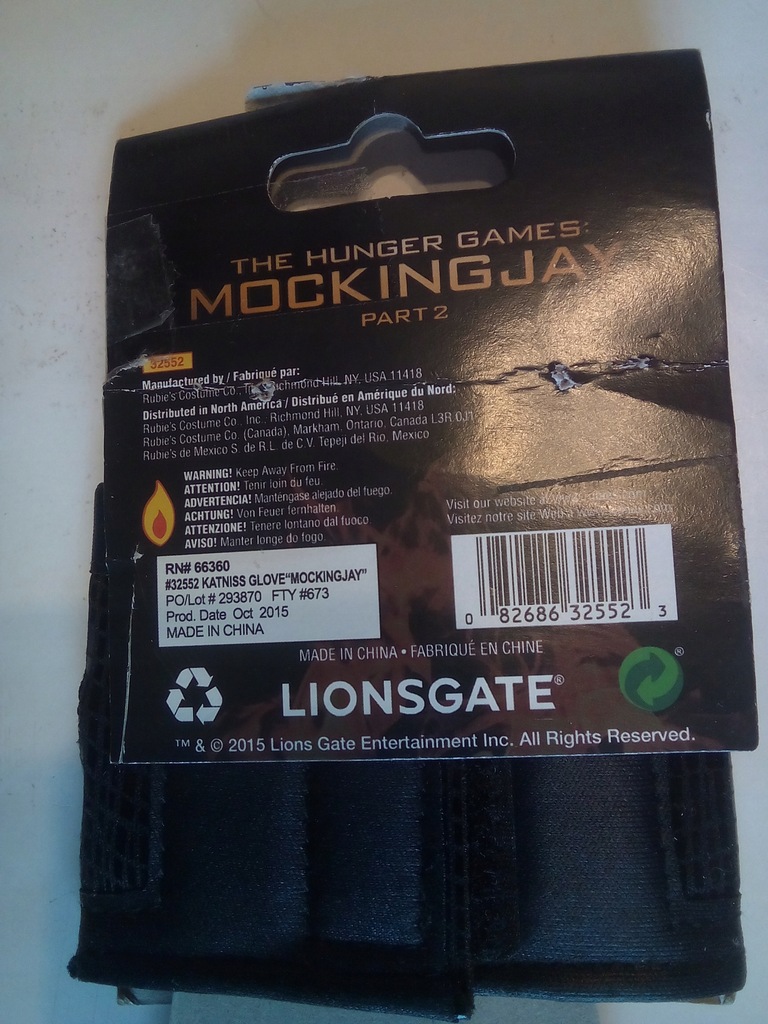 THE HUNGER GAMES:
MOCKINGJAY
PART 2
32552
Manufactured by / Fabriqué par:
Rubie's Costume Co., Richmond Hill, NY, USA 11418
Distributed in North America / Distribué en Amérique du Nord:
Rubie's Costume Co., Inc., Richmond Hill, NY, USA 11418
Rubie's Costume Co. (Canada), Markham, Ontario, Canada L3R 0J1
Rubie's de Mexico S. de R.L. de C.V. Tepeji del Rio, Mexico
WARNING! Keep Away From Fire.
ATTENTION! Tenir loin du feu.
ADVERTENCIA! Manténgase alejado del fuego.
ACHTUNG! Von Feuer fernhalten.
ATTENZIONE! Tenere lontano dal fuoco
AVISO! Manter longe do fogo.
Visit our website
Visitez notre site Web à
RN# 66360
#32552 KATNISS GLOVE"MOCKINGJAY"
PO/Lot # 293870 FTY #673
Prod. Date Oct 2015
MADE IN CHINA
0 82686 32552 3
MADE IN CHINA • FABRIQUÉ EN CHINE
LIONSGATE®
®
™ & © 2015 Lions Gate Entertainment Inc. All Rights Reserved.